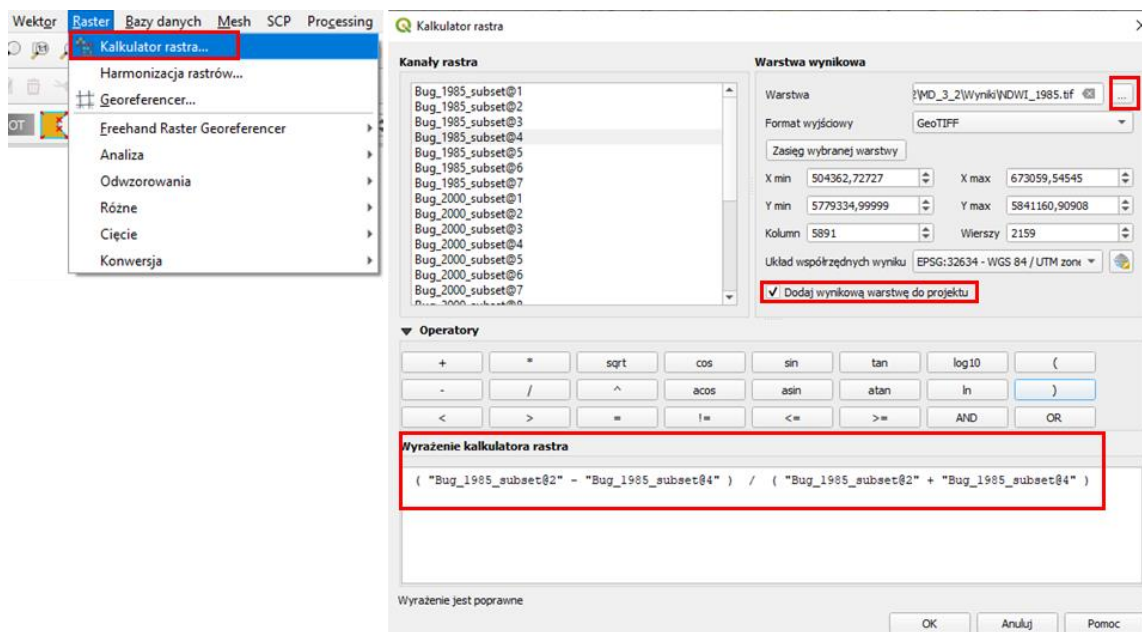 Wektor Raster Bazy danych Mesh SCP Processing
Kalkulator rastra...
Harmonizacja rastrów...
Georeferencer...
Freehand Raster Georeferencer
Analiza
Odwzorowania
Różne
Cięcie
Konwersja
OT
Kalkulator rastra
Kanały rastra
Bug_1985_subset@1
Bug_1985_subset@2
Bug_1985_subset@3
Bug_1985_subset@4
Bug_1985_subset@5
Bug_1985_subset@6
Bug_1985_subset@7
Bug_2000_subset@1
Bug_2000_subset@2
Bug_2000_subset@3
Bug_2000_subset@4
Bug_2000_subset@5
Bug_2000_subset@6
Bug_2000_subset@7
Warstwa wynikowa
Warstwa \MD_3_2\Wyniki\NDWI_1985.tif ...
Format wyjściowy GeoTIFF
Zasięg wybranej warstwy
X min 504362,72727 X max 673059,54545
Y min 5779334,99999 Y max 5841160,90908
Kolumn 5891 Wierszy 2159
Układ współrzędnych wyniku EPSG:32634 - WGS 84 / UTM zone
Dodaj wynikową warstwę do projektu
Operatory
+ * sqrt cos sin tan log10 (
- / ^ acos asin atan ln )
< > = != <= >= AND OR
Wyrażenie kalkulatora rastra
( "Bug_1985_subset@2" - "Bug_1985_subset@4" ) / ( "Bug_1985_subset@2" + "Bug_1985_subset@4" )
Wyrażenie jest poprawne
OK Anuluj Pomoc